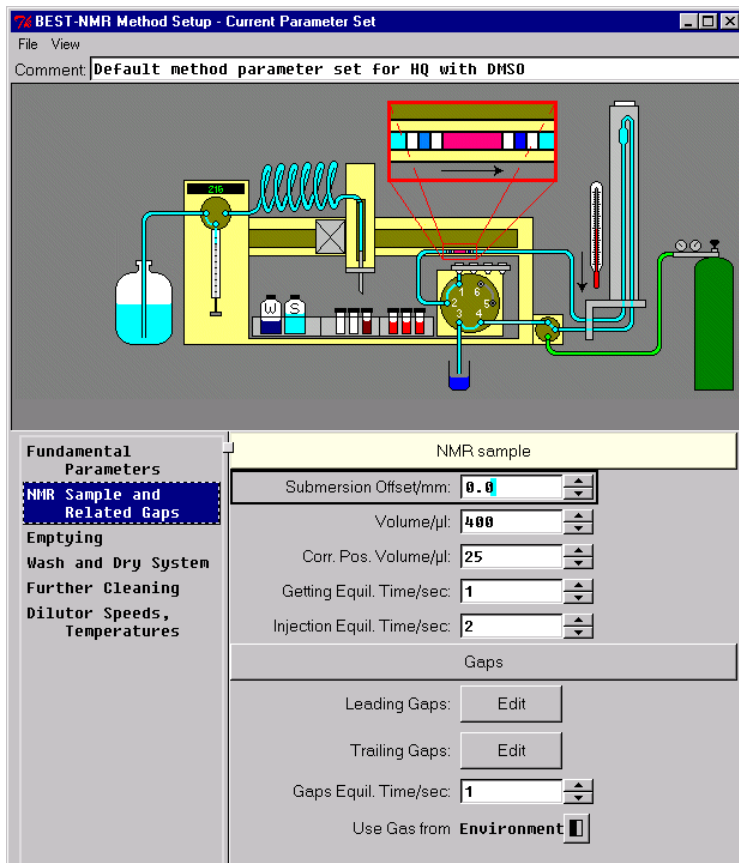 BEST-NMR Method Setup - Current Parameter Set
File View
Comment: Default method parameter set for HQ with DMSO
216
W S
1 6
2 5
3 4
Fundamental
Parameters
NMR Sample and
Related Gaps
Emptying
Wash and Dry System
Further Cleaning
Dilutor Speeds,
Temperatures
NMR sample
Submersion Offset/mm: 0.0
Volume/µl: 400
Corr. Pos. Volume/µl: 25
Getting Equil. Time/sec: 1
Injection Equil. Time/sec: 2
Gaps
Leading Gaps: Edit
Trailing Gaps: Edit
Gaps Equil. Time/sec: 1
Use Gas from Environment